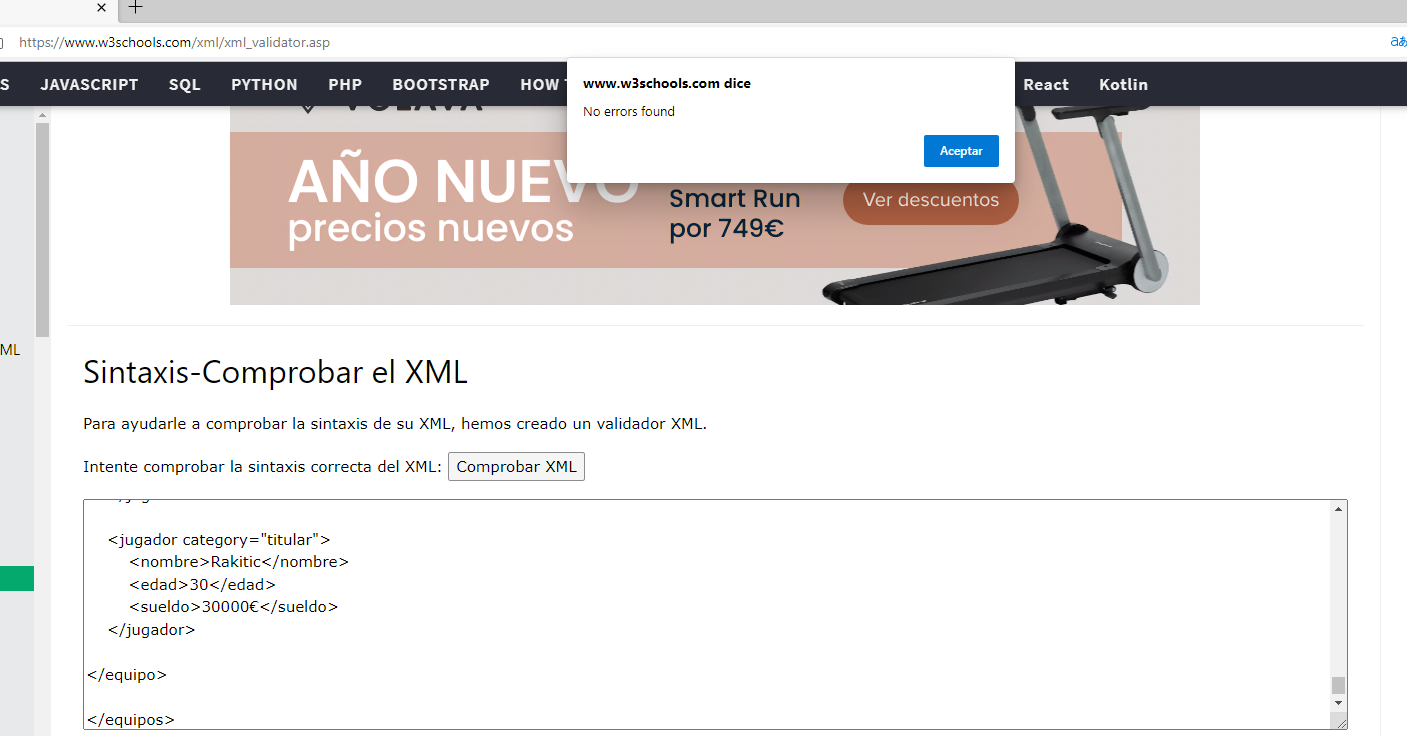 https://www.w3schools.com/xml/xml_validator.asp
S JAVASCRIPT SQL PYTHON PHP BOOTSTRAP HOW React Kotlin
www.w3schools.com dice
No errors found
Aceptar
AÑO NUEVO
precios nuevos
Smart Run
por 749€
Ver descuentos
ML
Sintaxis-Comprobar el XML
Para ayudarle a comprobar la sintaxis de su XML, hemos creado un validador XML.
Intente comprobar la sintaxis correcta del XML: Comprobar XML
<jugador category="titular">
<nombre>Rakitic</nombre>
<edad>30</edad>
<sueldo>30000€</sueldo>
</jugador>
</equipo>
</equipos>